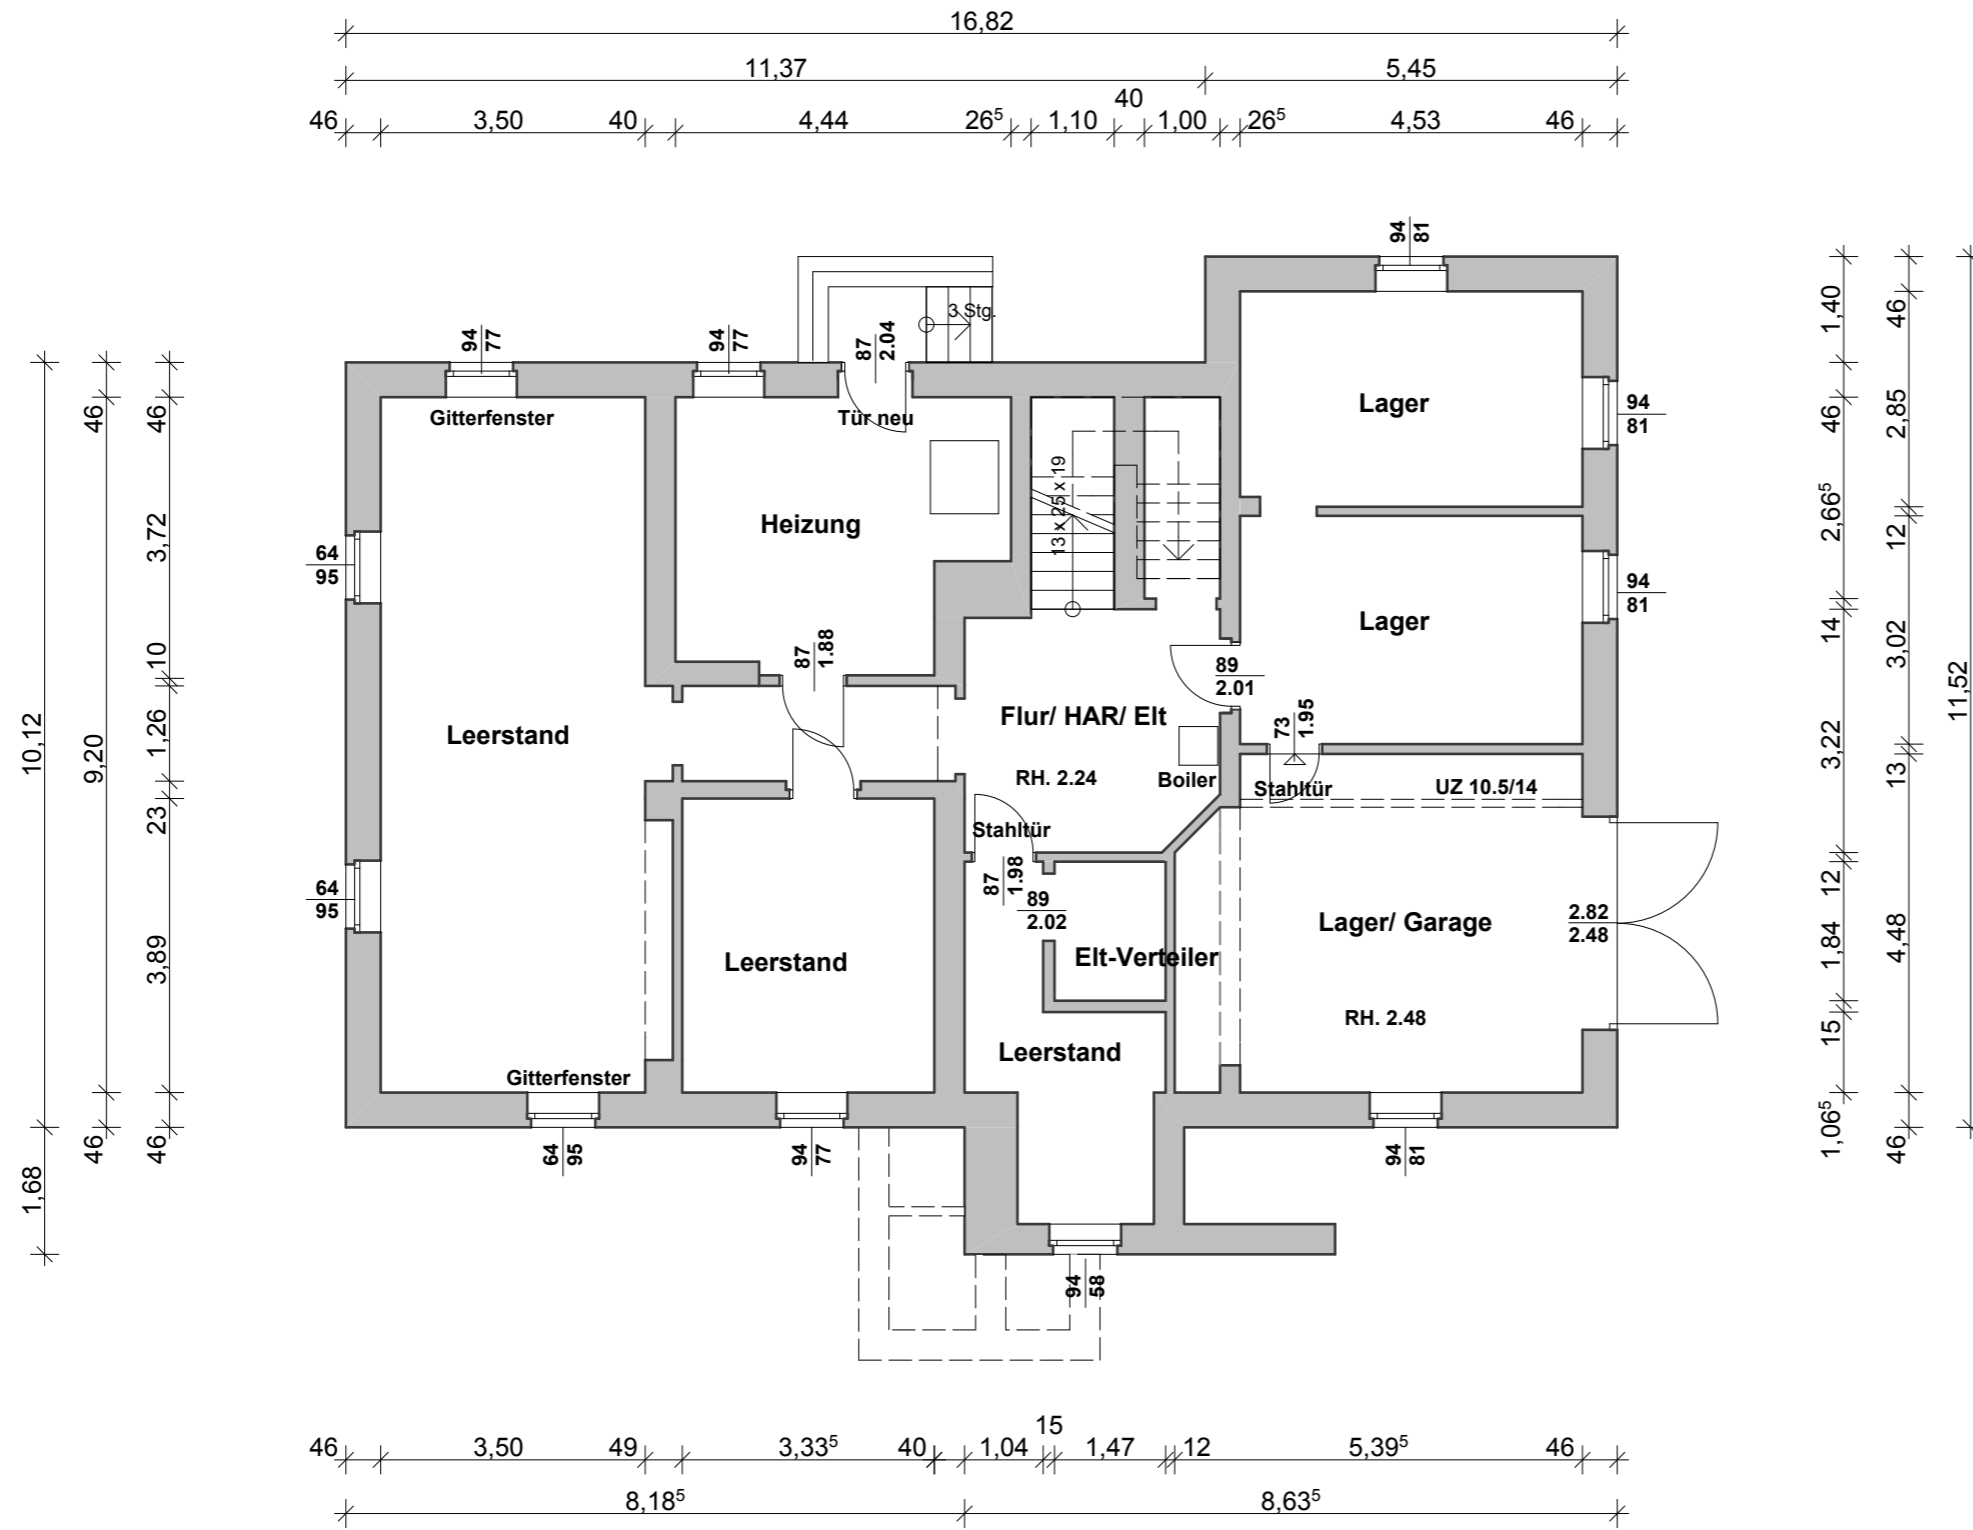 16,82
11,37 5,45
40
46 3,50 40 4,44 26⁵ 1,10 1,00 26⁵ 4,53 46
94 81
3 Stg.
94 77
94 77
87 2.04
Gitterfenster
Tür neu
Lager
94
81
13 x 25 x 19
Heizung
64
95
94
81
Lager
87 1.88
89
2.01
Flur/ HAR/ Elt
Leerstand
73 1.95
RH. 2.24
Boiler
Stahltür
UZ 10.5/14
Stahltür
87 1.98
64
95
89
2.02
Lager/ Garage
2.82
2.48
Leerstand
Elt-Verteiler
RH. 2.48
Leerstand
Gitterfenster
64 95
94 77
94 81
94 58
10,12
1,68
46
9,20
46
46
3,72
10
1,26
23
3,89
46
1,40
46
2,66⁵
14
3,22
12
1,84
15
1,06⁵
46
2,85
12
3,02
13
4,48
46
11,52
15
46 3,50 49 3,33⁵ 40 1,04 1,47 12 5,39⁵ 46
8,18⁵ 8,63⁵